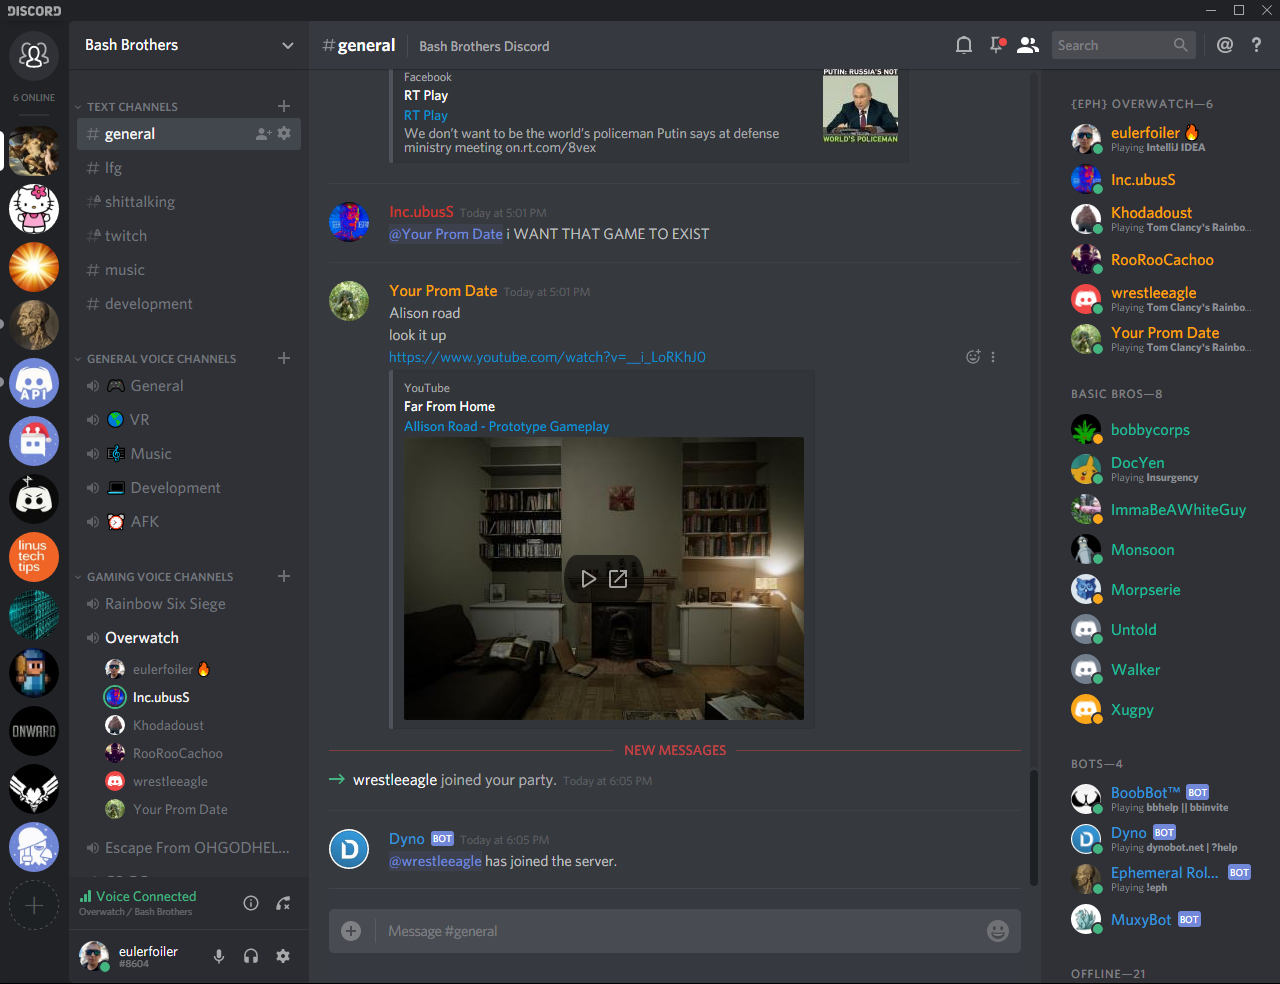 DISCORD
6 ONLINE
API
linus
tech
tips
ONWARD
Bash Brothers
TEXT CHANNELS
general
lfg
shittalking
twitch
music
development
GENERAL VOICE CHANNELS
General
VR
Music
Development
AFK
GAMING VOICE CHANNELS
Rainbow Six Siege
Overwatch
eulerfoiler 🔥
Inc.ubusS
Khodadoust
RooRooCachoo
wrestleeagle
Your Prom Date
Escape From OHGODHEL...
Voice Connected
Overwatch / Bash Brothers
eulerfoiler
#8604
#general
Bash Brothers Discord
Search
Facebook
RT Play
RT Play
We don't want to be the world's policeman Putin says at defense
ministry meeting on.rt.com/8vex
PUTIN: RUSSIA'S NOT
WORLD'S POLICEMAN
Inc.ubusS Today at 5:01 PM
@Your Prom Date i WANT THAT GAME TO EXIST
Your Prom Date Today at 5:01 PM
Alison road
look it up
https://www.youtube.com/watch?v=__i_LoRKhJ0
YouTube
Far From Home
Allison Road - Prototype Gameplay
NEW MESSAGES
wrestleeagle joined your party. Today at 6:05 PM
Dyno BOT Today at 6:05 PM
@wrestleeagle has joined the server.
Message #general
{EPH} OVERWATCH—6
eulerfoiler 🔥
Playing IntelliJ IDEA
Inc.ubusS
Khodadoust
Playing Tom Clancy's Rainbo...
RooRooCachoo
wrestleeagle
Playing Tom Clancy's Rainbo...
Your Prom Date
Playing Tom Clancy's Rainbo...
BASIC BROS—8
bobbycorps
DocYen
Playing Insurgency
ImmaBeAWhiteGuy
Monsoon
Morpserie
Untold
Walker
Xugpy
BOTS—4
BoobBot™ BOT
Playing bbhelp || bbinvite
Dyno BOT
Playing dynobot.net | ?help
Ephemeral Rol... BOT
Playing !eph
MuxyBot BOT
OFFLINE—21